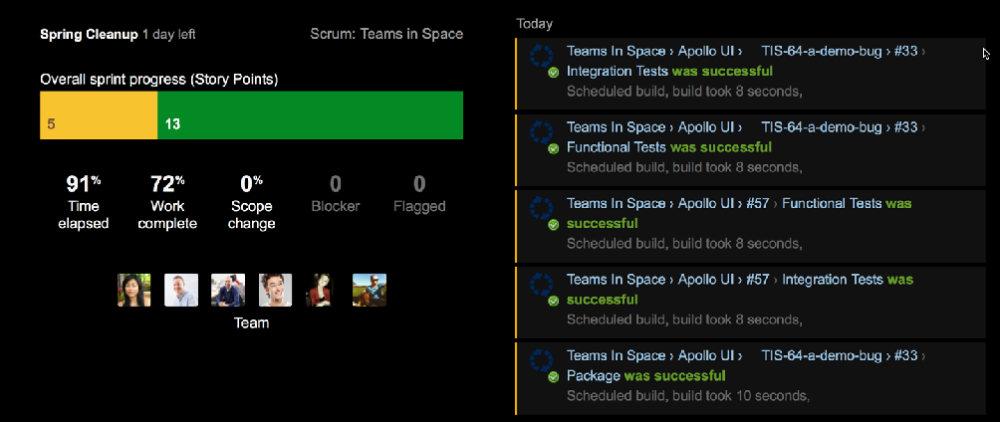 Spring Cleanup 1 day left
Scrum: Teams in Space
Overall sprint progress (Story Points)
5
13
91%
Time
elapsed
72%
Work
complete
0%
Scope
change
0
Blocker
0
Flagged
Team
Today
Teams In Space › Apollo UI › TIS-64-a-demo-bug › #33 ›
Integration Tests was successful
Scheduled build, build took 8 seconds,
Teams In Space › Apollo UI › TIS-64-a-demo-bug › #33 ›
Functional Tests was successful
Scheduled build, build took 8 seconds,
Teams In Space › Apollo UI › #57 › Functional Tests was
successful
Scheduled build, build took 8 seconds,
Teams In Space › Apollo UI › #57 › Integration Tests was
successful
Scheduled build, build took 8 seconds,
Teams In Space › Apollo UI › TIS-64-a-demo-bug › #33 ›
Package was successful
Scheduled build, build took 10 seconds,